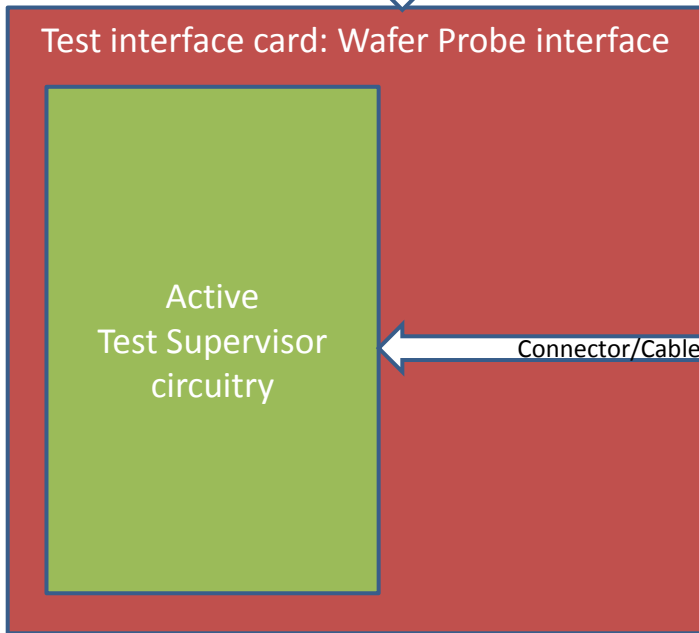 Test interface card: Wafer Probe interface
Active
Test Supervisor
circuitry
Connector/Cable